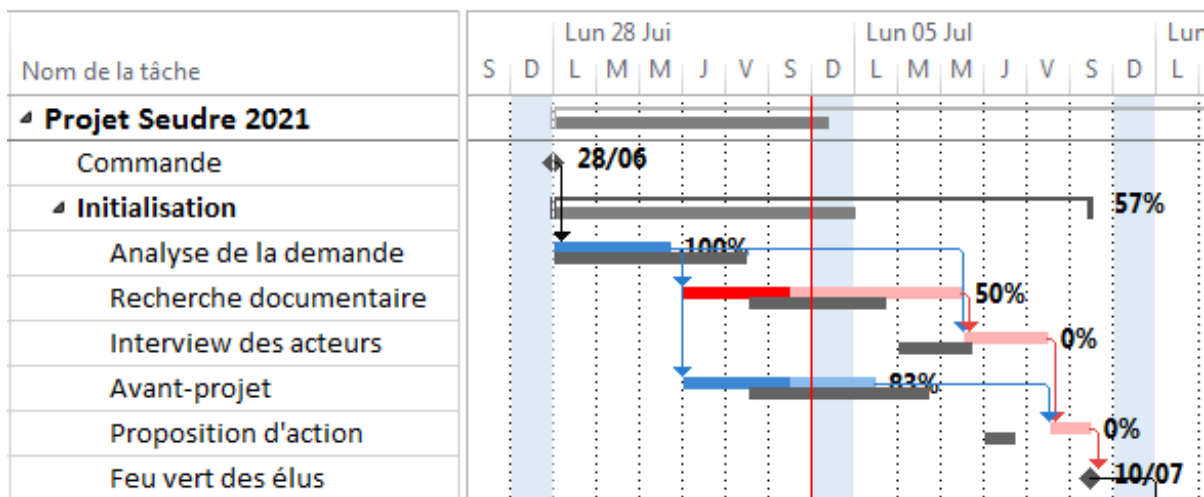 Lun 28 Jui Lun 05 Jul Lun
Nom de la tâche S D L M M J V S D L M M J V S D L
Projet Seudre 2021
Commande 28/06
Initialisation 57%
Analyse de la demande 100%
Recherche documentaire 50%
Interview des acteurs 0%
Avant-projet 83%
Proposition d'action 0%
Feu vert des élus 10/07